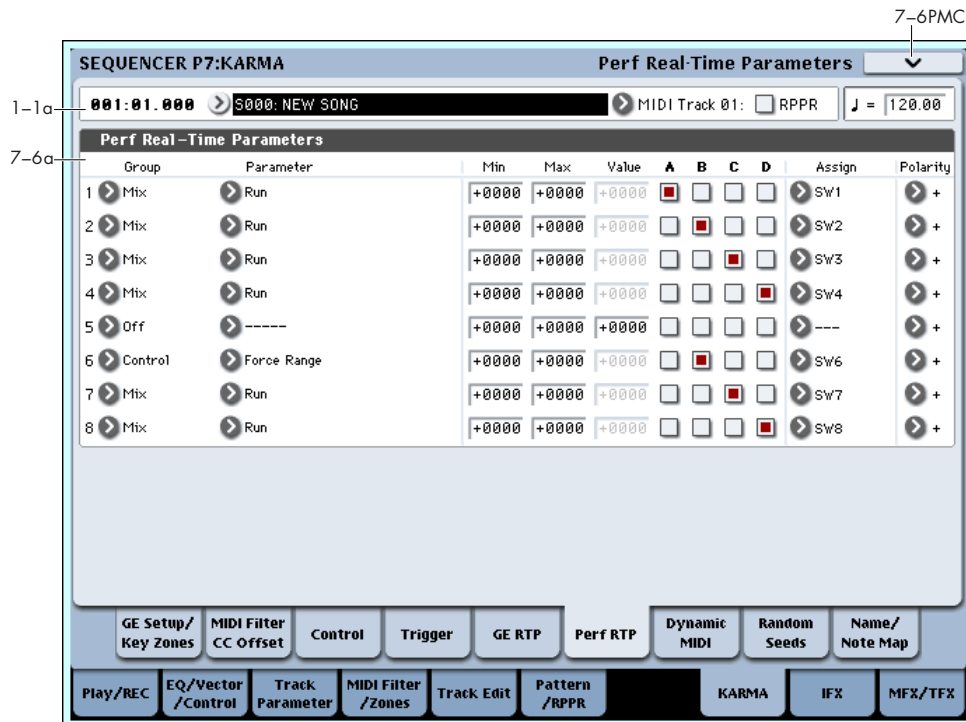 7–6PMC
SEQUENCER P7:KARMA Perf Real-Time Parameters
1–1a
001:01.000 S000: NEW SONG MIDI Track 01: RPPR ♩ = 120.00
7–6a
Perf Real-Time Parameters
Group Parameter Min Max Value A B C D Assign Polarity
1 Mix Run +0000 +0000 +0000 SW1 +
2 Mix Run +0000 +0000 +0000 SW2 +
3 Mix Run +0000 +0000 +0000 SW3 +
4 Mix Run +0000 +0000 +0000 SW4 +
5 Off ----- +0000 +0000 +0000 --- +
6 Control Force Range +0000 +0000 +0000 SW6 +
7 Mix Run +0000 +0000 +0000 SW7 +
8 Mix Run +0000 +0000 +0000 SW8 +
GE Setup/ MIDI Filter Control Trigger GE RTP Perf RTP Dynamic Random Name/
Key Zones CC Offset MIDI Seeds Note Map
Play/REC EQ/Vector Track MIDI Filter Track Edit Pattern KARMA IFX MFX/TFX
/Control Parameter /Zones /RPPR